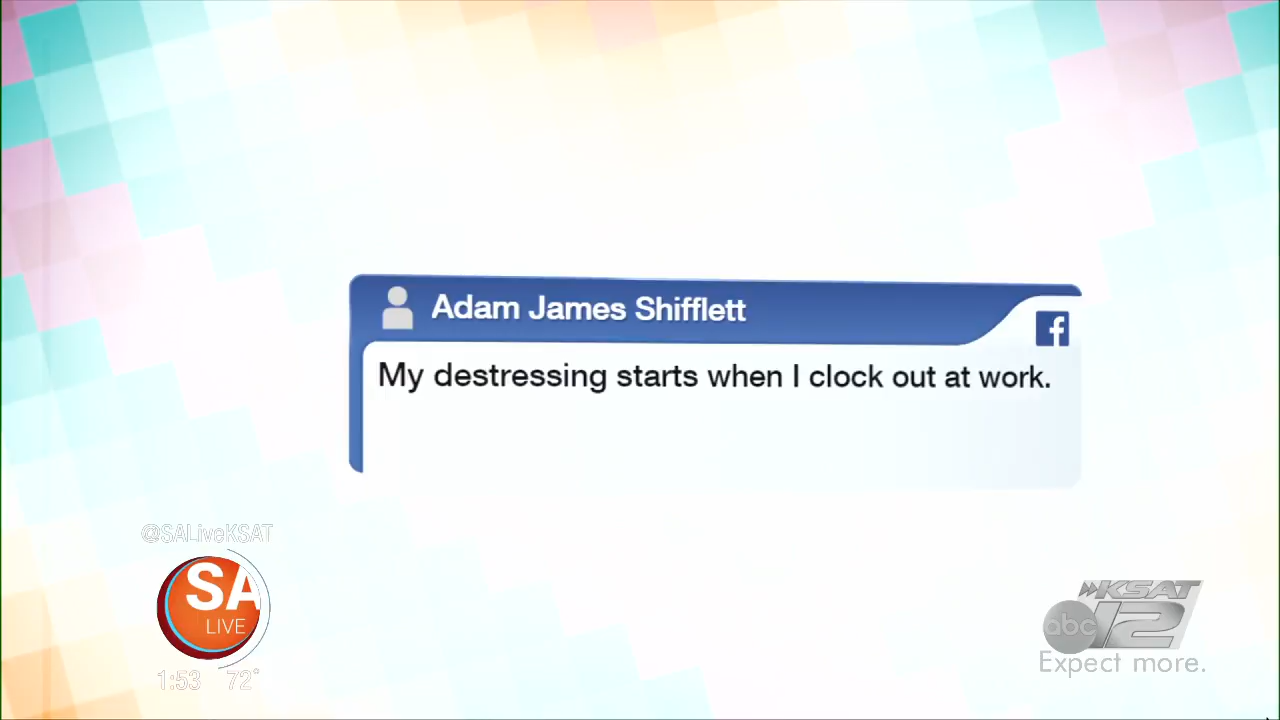 Adam James Shifflett
f
My destressing starts when I clock out at work.
@SALiveKSAT
SA
LIVE
1:53 72°
KSAT
abc 12
Expect more.